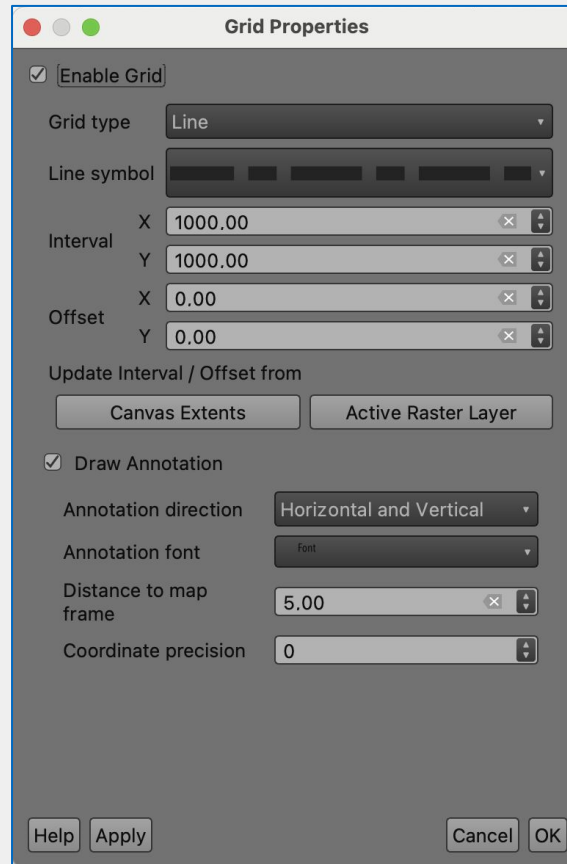 Grid Properties
Enable Grid
Grid type Line
Line symbol
Interval X 1000.00
Y 1000.00
Offset X 0.00
Y 0.00
Update Interval / Offset from
Canvas Extents Active Raster Layer
Draw Annotation
Annotation direction Horizontal and Vertical
Annotation font Font
Distance to map
frame 5.00
Coordinate precision 0
Help Apply Cancel OK